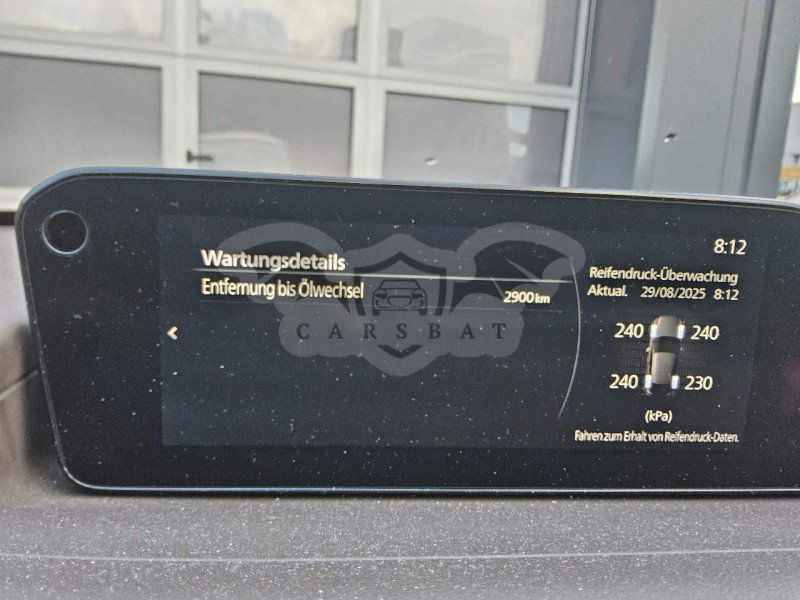 8:12
Wartungsdetails
Entfernung bis Ölwechsel 2900 km
Reifendruck-Überwachung
Aktual. 29/08/2025 8:12
240 240
240 230
(kPa)
Fahren zum Erhalt von Reifendruck-Daten.
CARSBAT